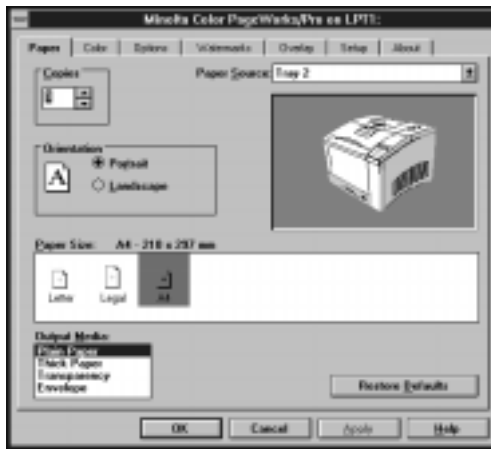 Minolta Color PageWorks/Pro on LPT1:
Paper Color Options Watermarks Overlay Setup About
Copies
Paper Source: Tray 2
Orientation
A
Portrait
Landscape
Paper Size: A4 - 210 x 297 mm
Letter Legal A4
Output Media:
Plain Paper
Thick Paper
Transparency
Envelope
Restore Defaults
OK Cancel Apply Help